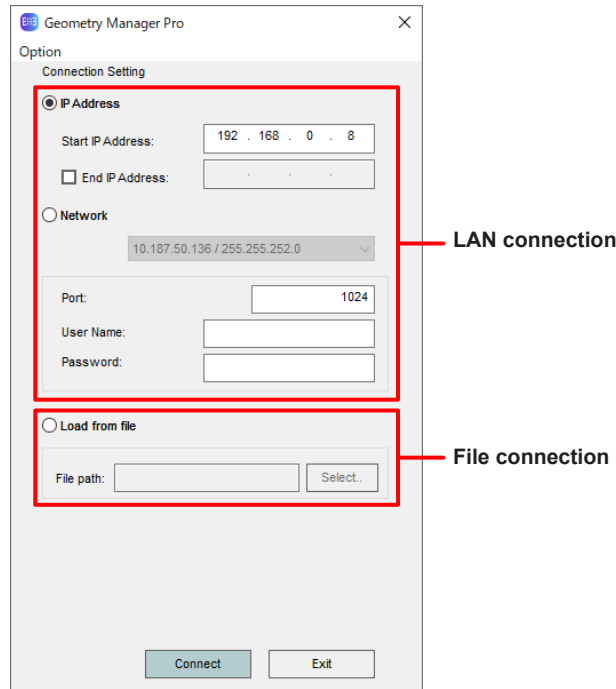 Geometry Manager Pro
Option
Connection Setting
IP Address
Start IP Address: 192 . 168 . 0 . 8
End IP Address: . . .
Network
10.187.50.136 / 255.255.252.0
LAN connection
Port: 1024
User Name:
Password:
Load from file
File connection
File path: Select..
Connect Exit